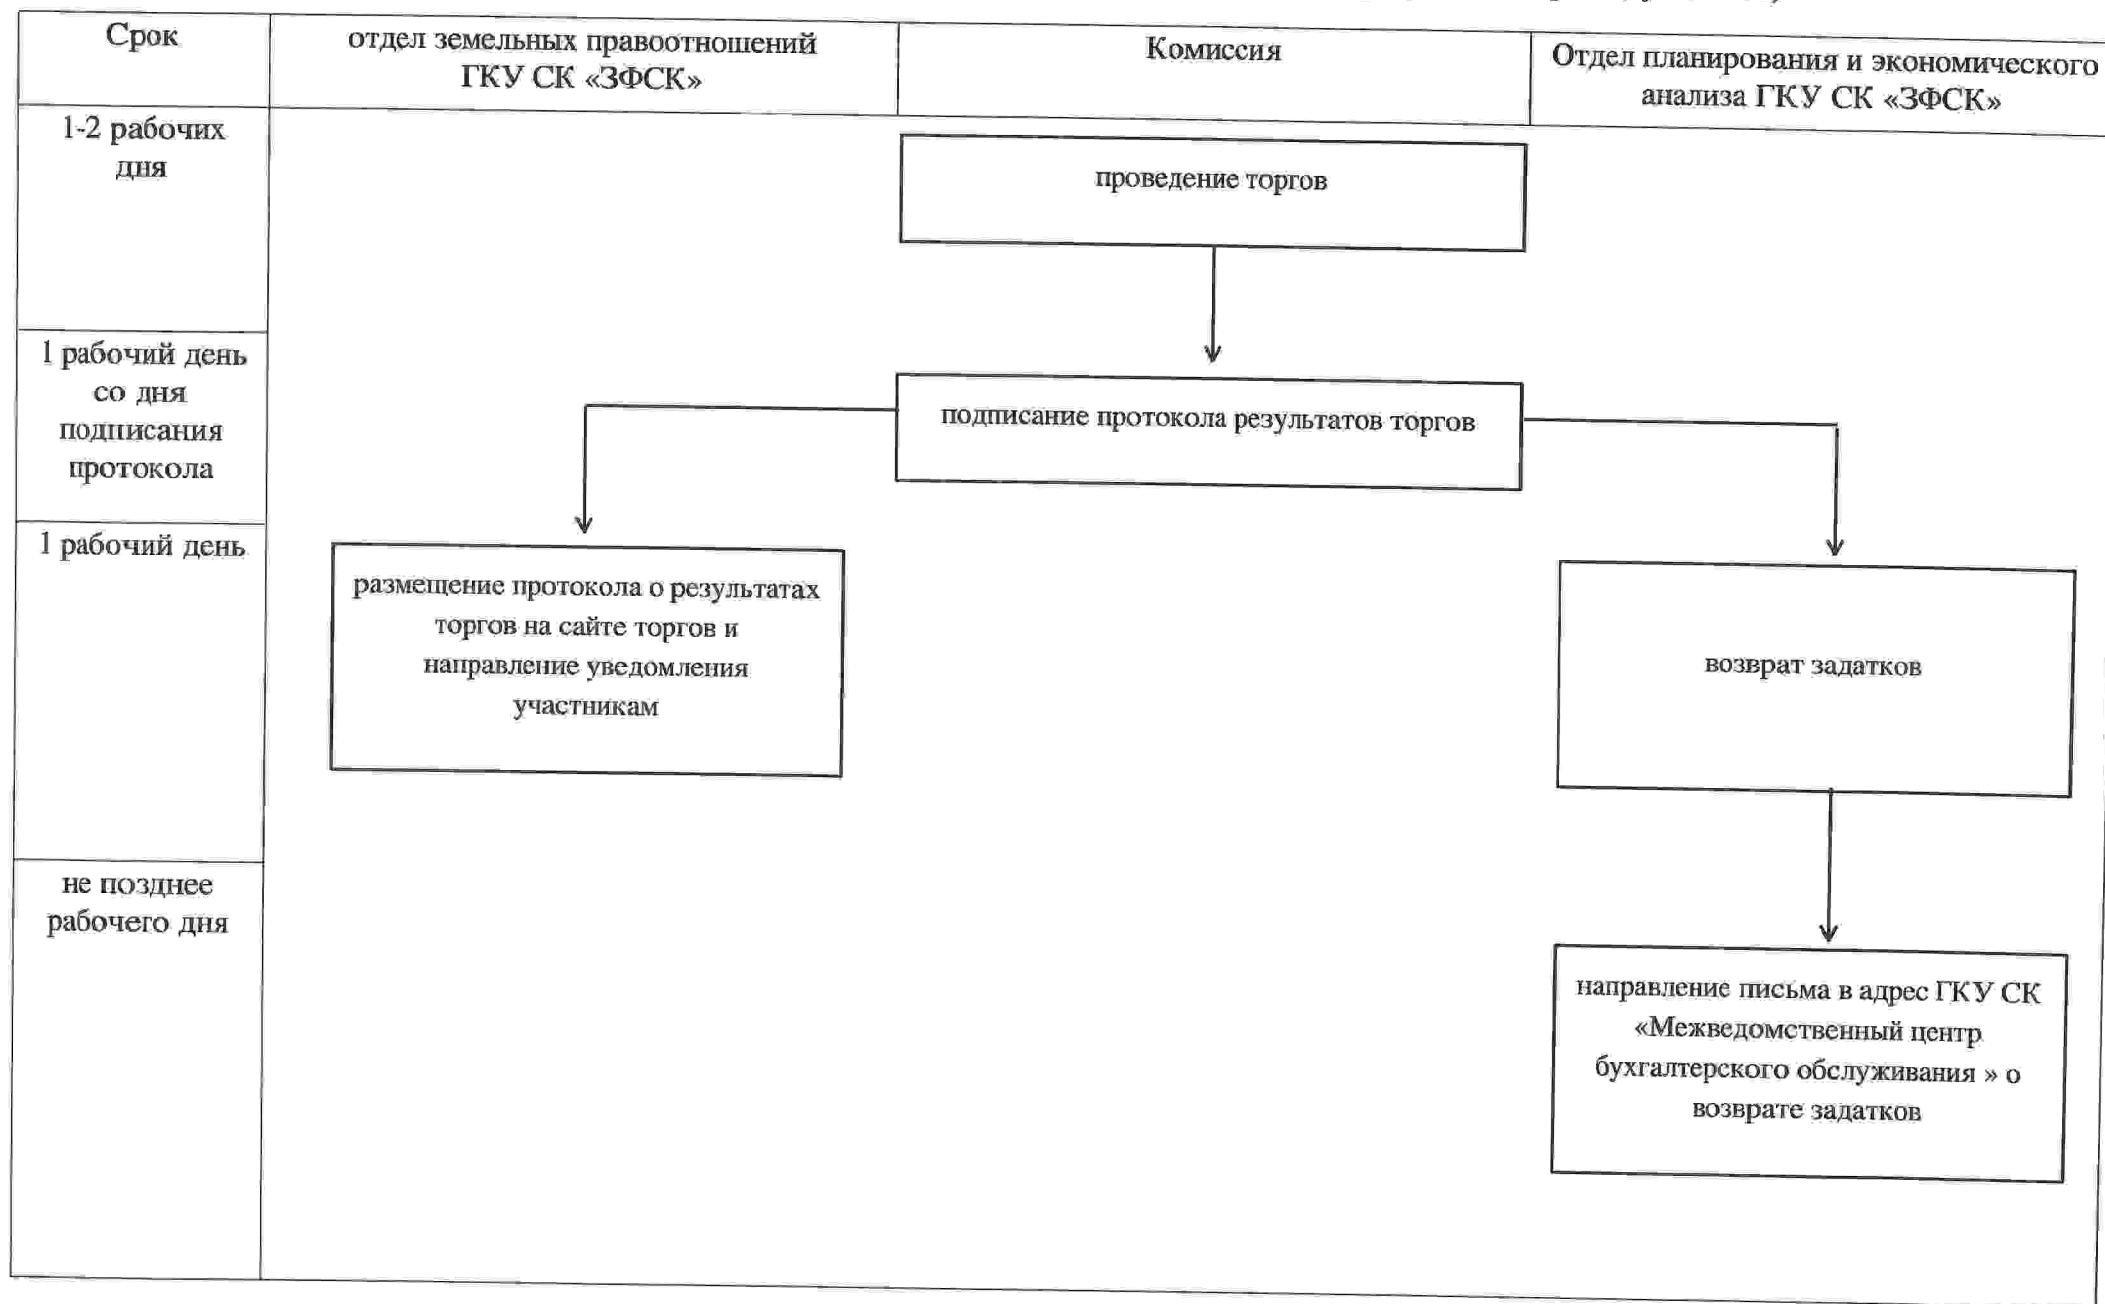 Срок
отдел земельных правоотношений
ГКУ СК «ЗФСК»
Комиссия
Отдел планирования и экономического
анализа ГКУ СК «ЗФСК»
1-2 рабочих
дня
проведение торгов
1 рабочий день
со дня
подписания
протокола
подписание протокола результатов торгов
1 рабочий день
размещение протокола о результатах
торгов на сайте торгов и
направление уведомления
участникам
возврат задатков
не позднее
рабочего дня
направление письма в адрес ГКУ СК
«Межведомственный центр
бухгалтерского обслуживания » о
возврате задатков